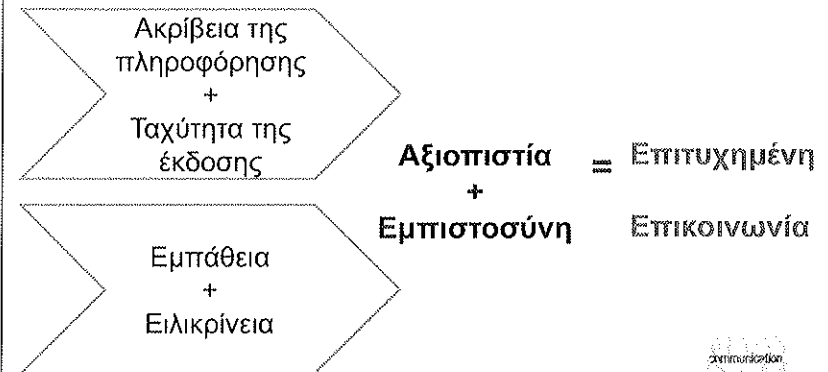 Ακρίβεια της
πληροφόρησης
+
Ταχύτητα της
έκδοσης
Εμπάθεια
+
Ειλικρίνεια
Αξιοπιστία
+
Εμπιστοσύνη
=
Επιτυχημένη
Επικοινωνία
communication